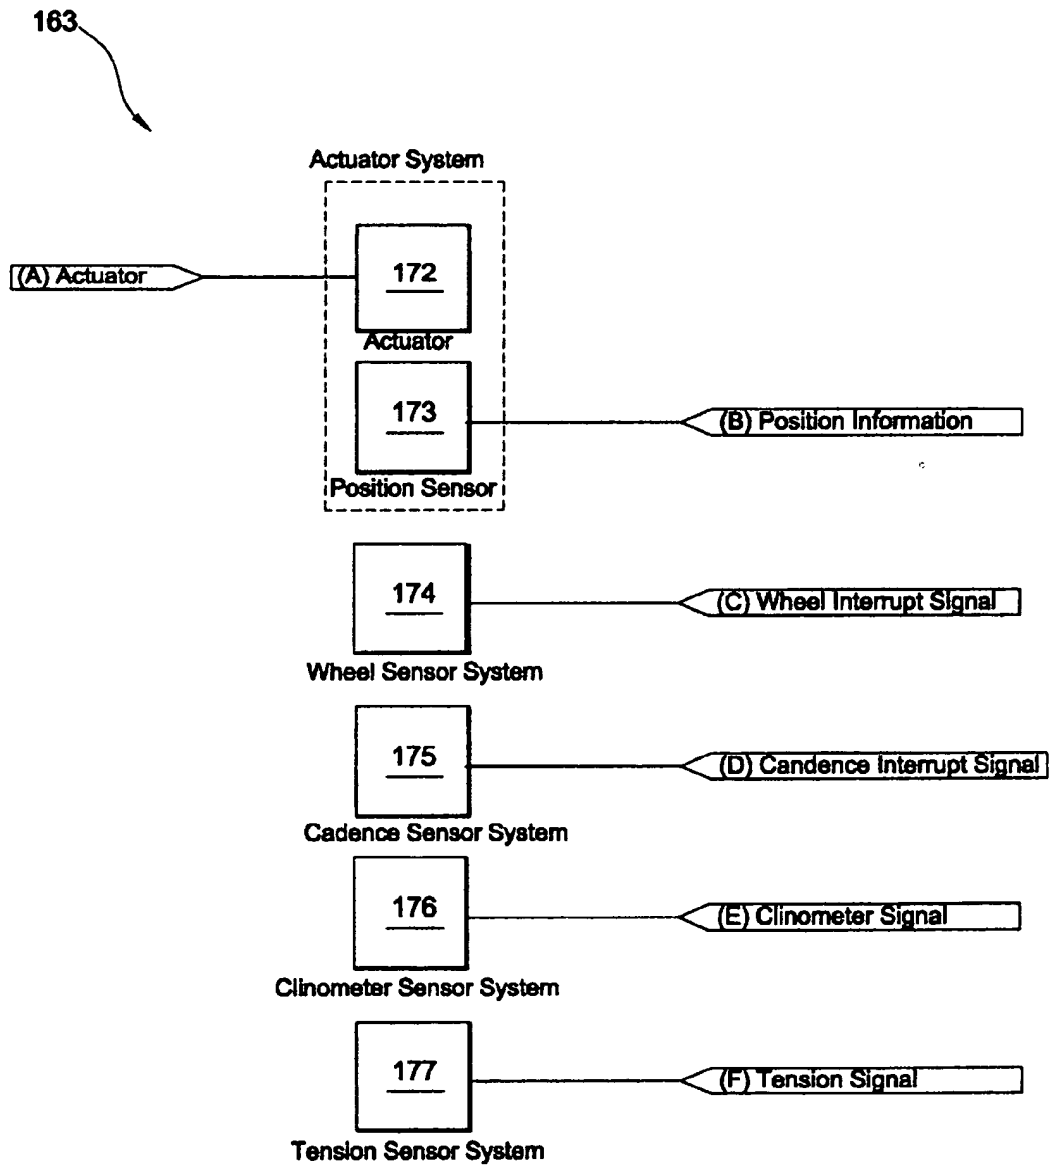 163
Actuator System
172
(A) Actuator
Actuator
173
(B) Position Information
Position Sensor
174
(C) Wheel Interrupt Signal
Wheel Sensor System
175
(D) Candence Interrupt Signal
Cadence Sensor System
176
(E) Clinometer Signal
Clinometer Sensor System
177
(F) Tension Signal
Tension Sensor System